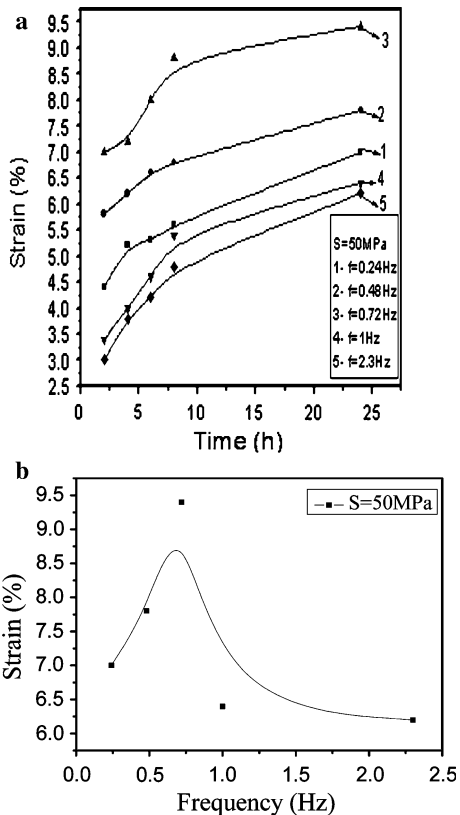 a
9.5
9.0
8.5
8.0
7.5
7.0
6.5
6.0
5.5
5.0
4.5
4.0
3.5
3.0
2.5
Strain (%)
3
2
1
4
5
S=50MPa
1- f=0.24Hz
2- f=0.48Hz
3- f=0.72Hz
4- f=1Hz
5- f=2.3Hz
0 5 10 15 20 25
Time (h)
b
9.5
9.0
8.5
8.0
7.5
7.0
6.5
6.0
Strain (%)
S=50MPa
0.0 0.5 1.0 1.5 2.0 2.5
Frequency (Hz)